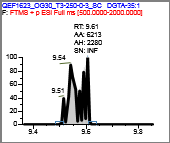 QEF1623_OG30_T3-250-0-3_8C DGTA-35:1
F: FTMS + p ESI Full ms [500.0000-2000.0000]
RT: 9.61
AA: 6213
AH: 2280
SN: INF
9.54
9.51
100
80
60
40
20
0
9.4
9.6
9.8